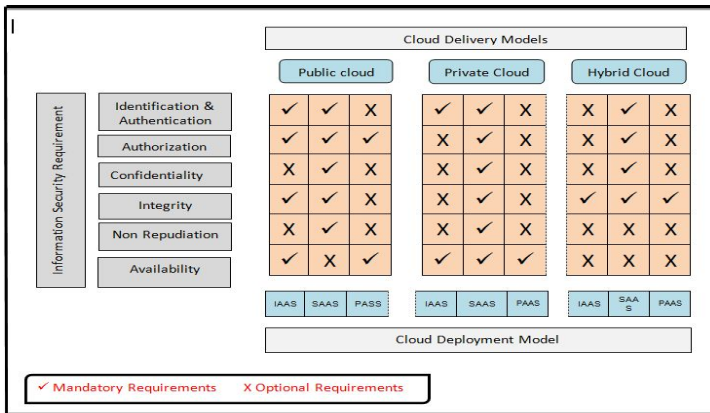 Cloud Delivery Models
Public cloud Private Cloud Hybrid Cloud
Information Security Requirement
Identification &
Authentication
✓ ✓ X ✓ ✓ X X ✓ X
Authorization
✓ ✓ ✓ X ✓ X X ✓ X
Confidentiality
X ✓ X X ✓ X X ✓ X
Integrity
✓ ✓ X X ✓ X ✓ ✓ ✓
Non Repudiation
X ✓ X X ✓ X X X X
Availability
✓ X ✓ ✓ ✓ ✓ X X X
IAAS SAAS PASS IAAS SAAS PAAS IAAS SAA
S PAAS
Cloud Deployment Model
✓ Mandatory Requirements X Optional Requirements